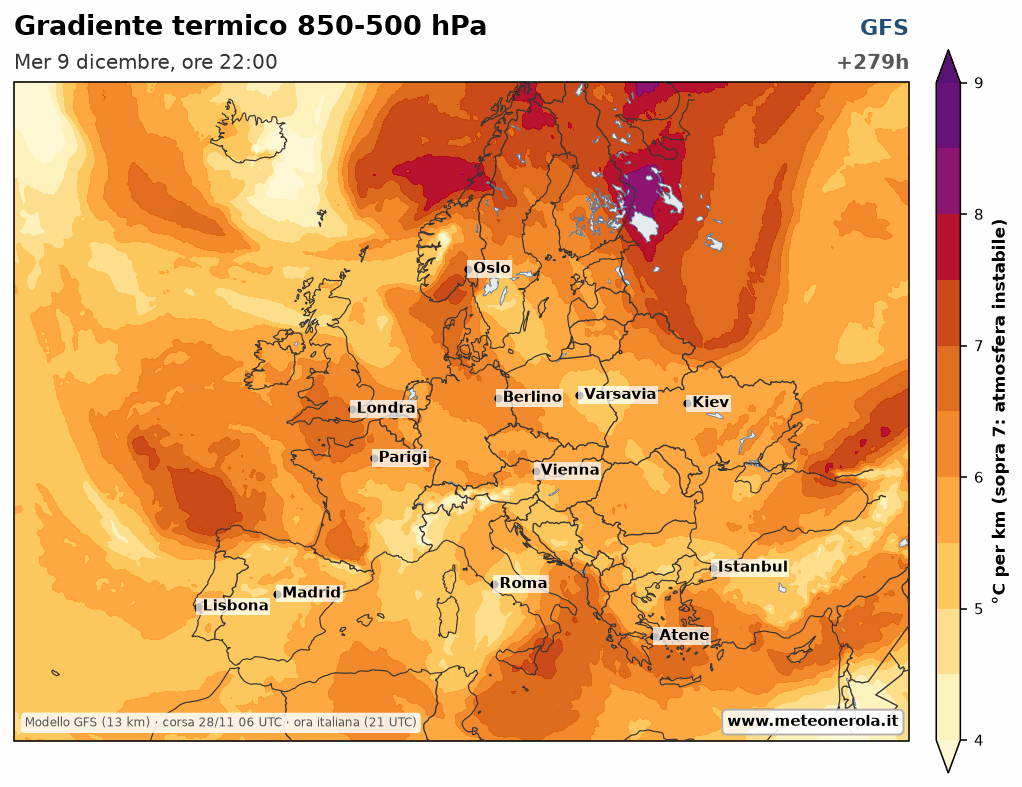 Gradiente termico 850-500 hPa
GFS
Mer 9 dicembre, ore 22:00
+279h
Oslo
Londra
Berlino
Varsavia
Kiev
Parigi
Vienna
Istanbul
Roma
Madrid
Lisbona
Atene
Modello GFS (13 km) · corsa 28/11 06 UTC · ora italiana (21 UTC)
www.meteonerola.it
9
8
7
6
5
4
°C per km (sopra 7: atmosfera instabile)